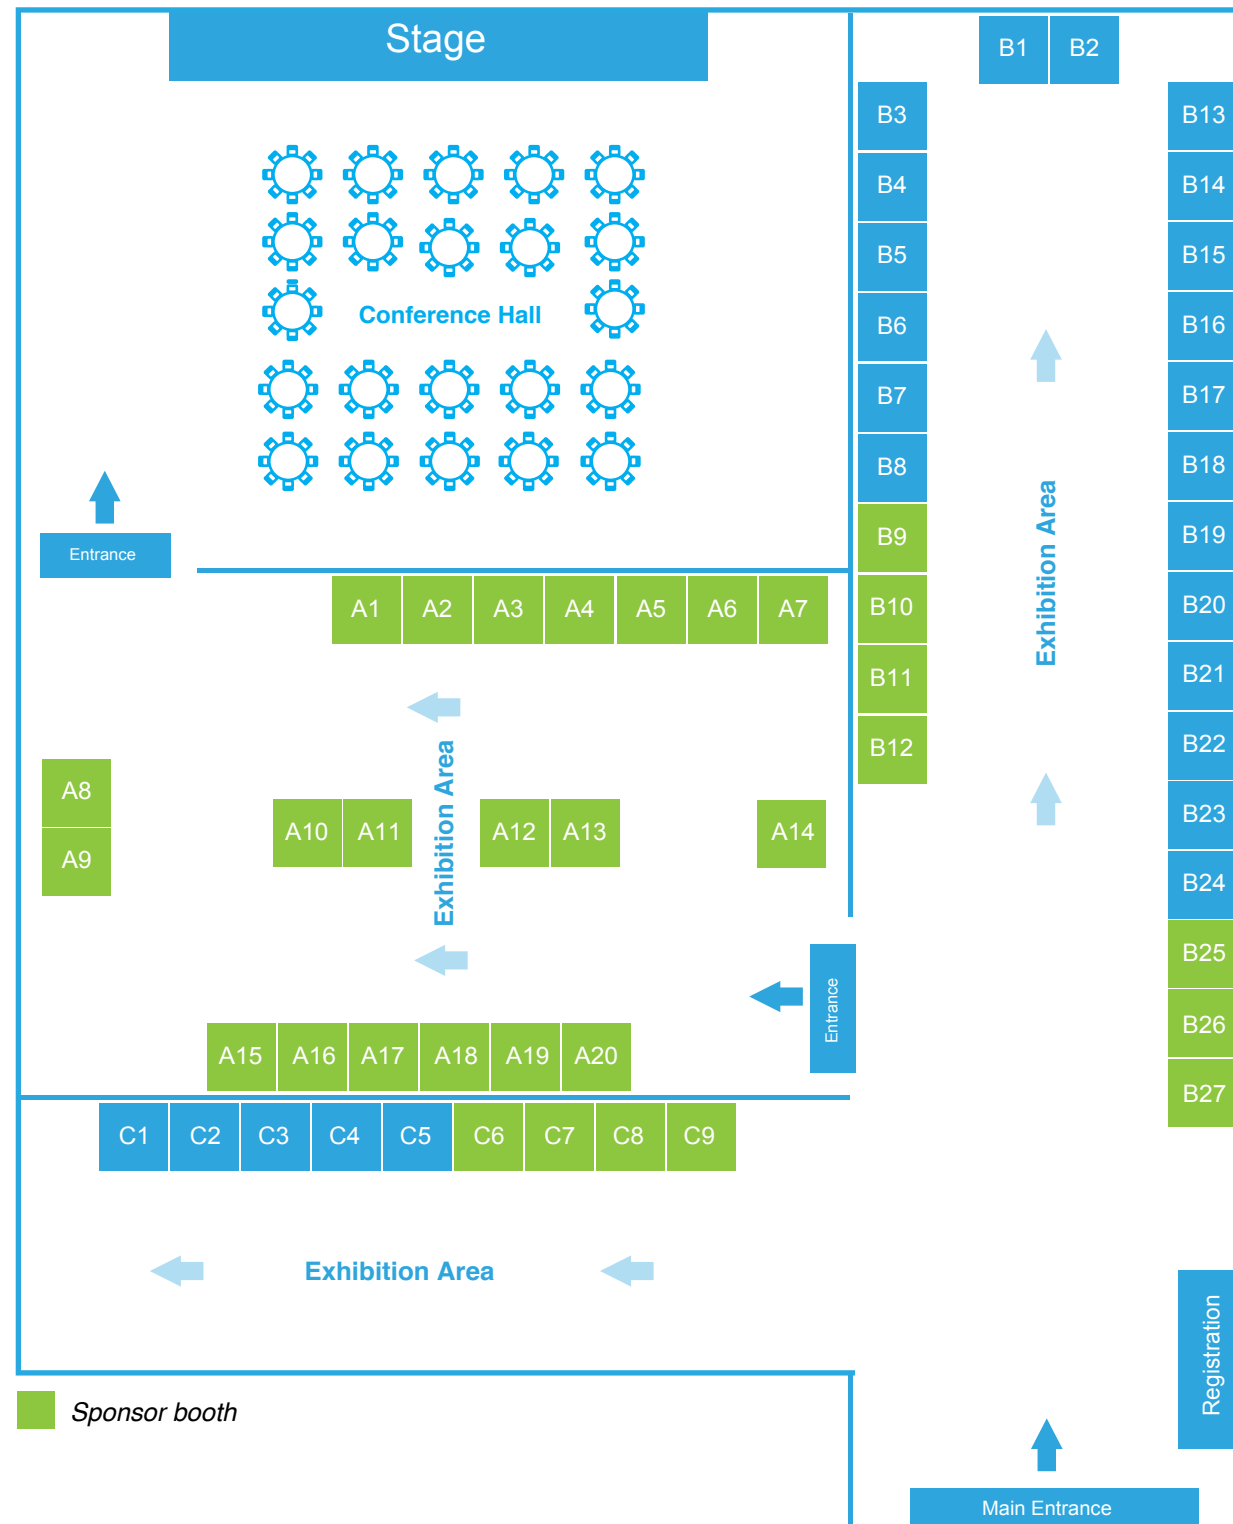 Stage
B1 B2
B3
B4
B5
B6
B7
B8
B9
B10
B11
B12
B13
B14
B15
B16
B17
B18
B19
B20
B21
B22
B23
B24
B25
B26
B27
Exhibition Area
Conference Hall
Entrance
A1 A2 A3 A4 A5 A6 A7
A8
A9
A10 A11 A12 A13 A14
Exhibition Area
Entrance
A15 A16 A17 A18 A19 A20
C1 C2 C3 C4 C5 C6 C7 C8 C9
Exhibition Area
Registration
Sponsor booth
Main Entrance